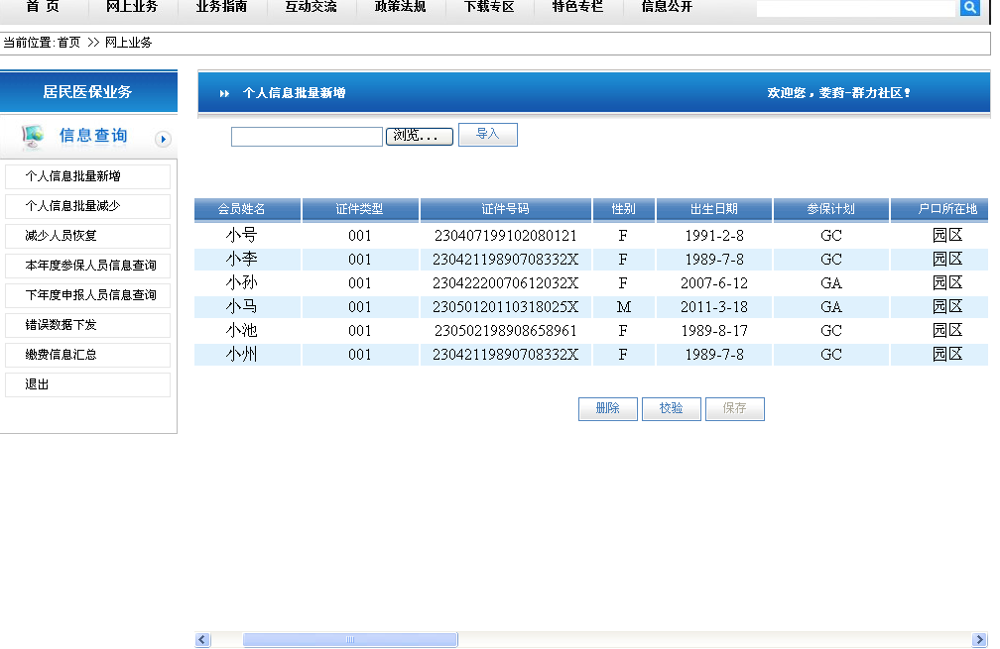 首 页 网上业务 业务指南 互动交流 政策法规 下载专区 特色专栏 信息公开
当前位置:首页 >> 网上业务
居民医保业务
个人信息批量新增 欢迎您，娄葑-群力社区！
信息查询
浏览... 导入
个人信息批量新增
个人信息批量减少
减少人员恢复
本年度参保人员信息查询
下年度申报人员信息查询
错误数据下发
缴费信息汇总
退出
会员姓名 证件类型 证件号码 性别 出生日期 参保计划 户口所在地
小号 001 230407199102080121 F 1991-2-8 GC 园区
小李 001 23042119890708332X F 1989-7-8 GC 园区
小孙 001 23042220070612032X F 2007-6-12 GA 园区
小马 001 23050120110318025X M 2011-3-18 GA 园区
小池 001 230502198908658961 F 1989-8-17 GC 园区
小州 001 23042119890708332X F 1989-7-8 GC 园区
删除 校验 保存